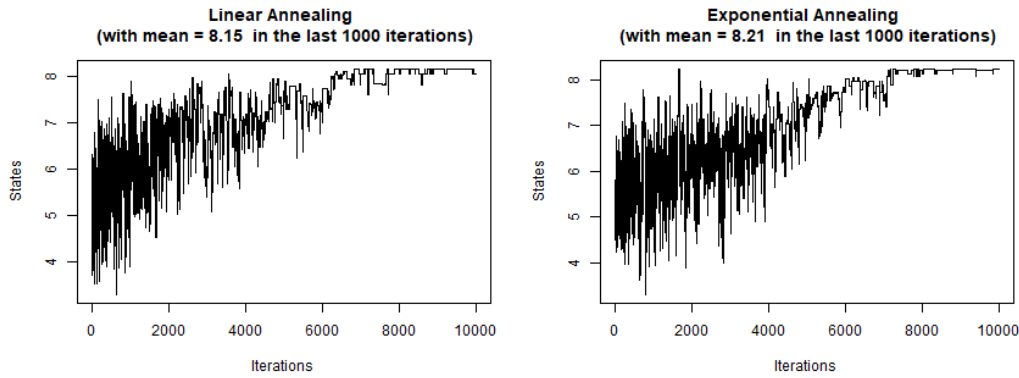 Linear Annealing
(with mean = 8.15 in the last 1000 iterations)
8
7
6
5
4
States
0 2000 4000 6000 8000 10000
Iterations
Exponential Annealing
(with mean = 8.21 in the last 1000 iterations)
8
7
6
5
4
States
0 2000 4000 6000 8000 10000
Iterations